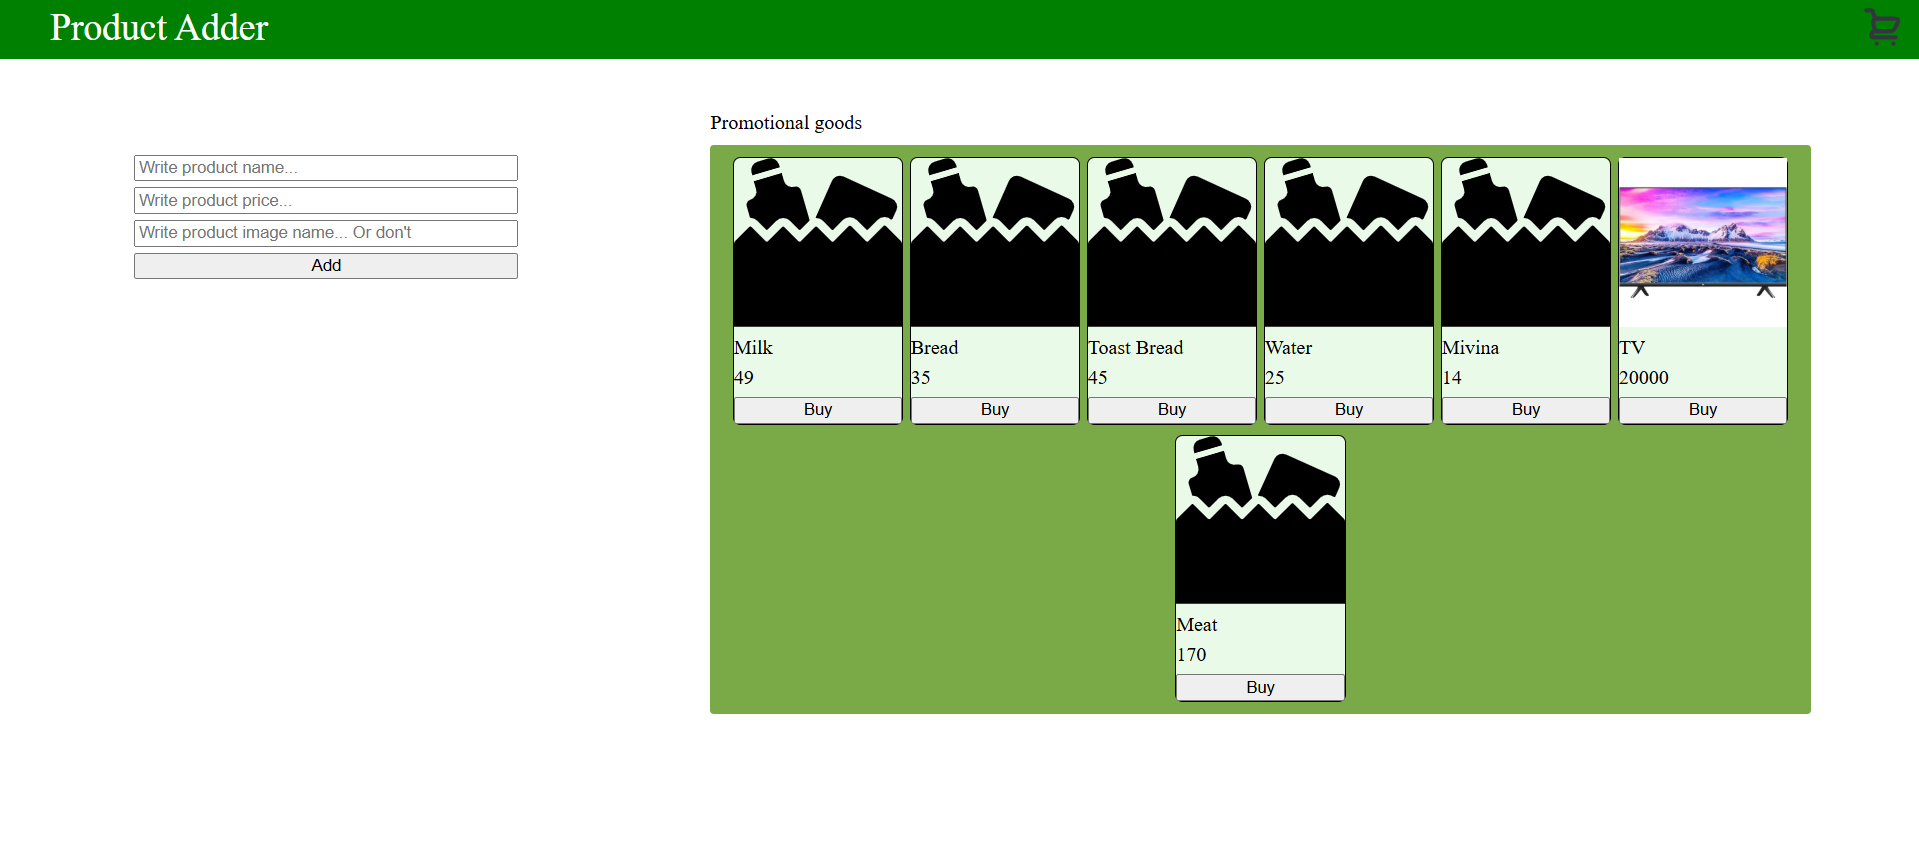 Product Adder
Write product name...
Write product price...
Write product image name... Or don't
Add
Promotional goods
Milk
49
Buy
Bread
35
Buy
Toast Bread
45
Buy
Water
25
Buy
Mivina
14
Buy
TV
20000
Buy
Meat
170
Buy